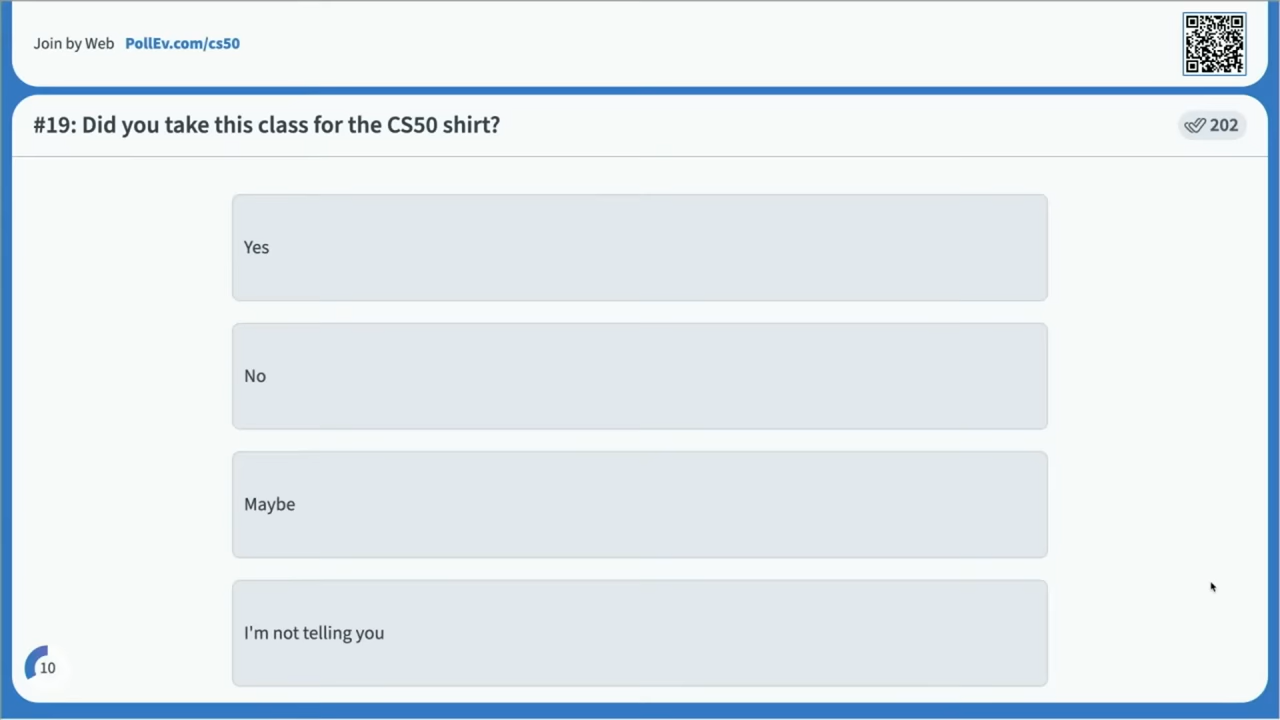 Join by Web PollEv.com/cs50
#19: Did you take this class for the CS50 shirt?
202
Yes
No
Maybe
I'm not telling you
10